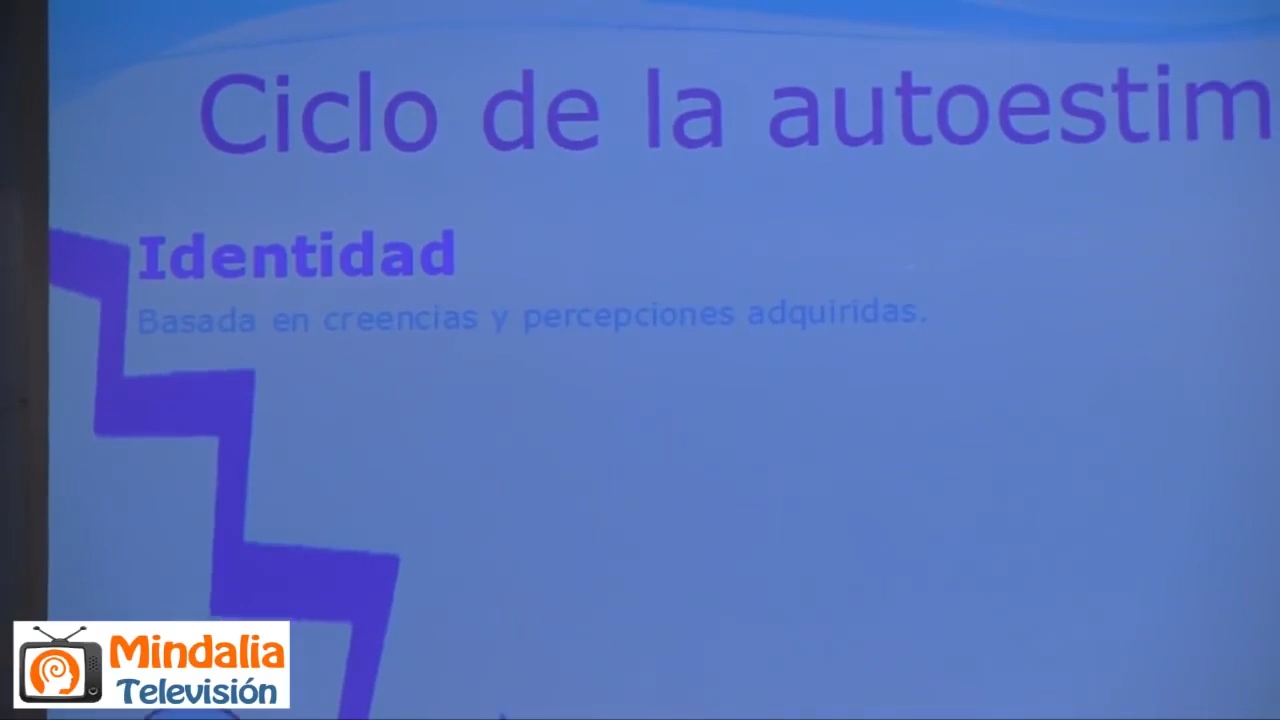 Ciclo de la autoestim
Identidad
Basada en creencias y percepciones adquiridas.
Mindalia
Televisión